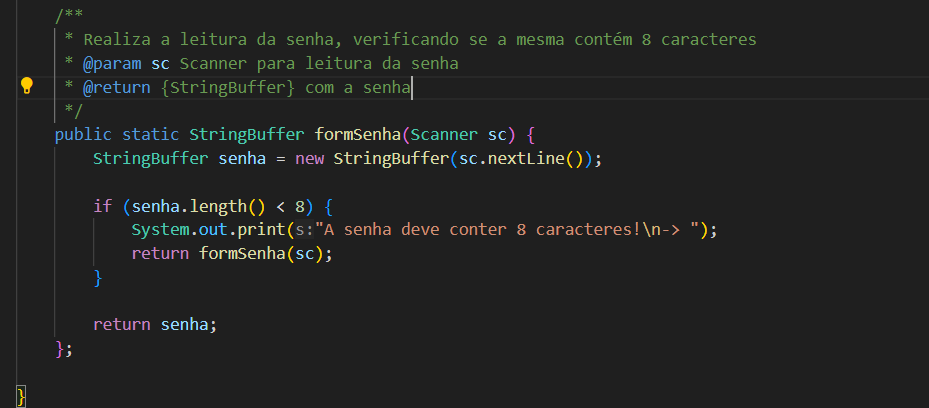 /**
 * Realiza a leitura da senha, verificando se a mesma contém 8 caracteres
 * @param sc Scanner para leitura da senha
 * @return {StringBuffer} com a senha
 */
public static StringBuffer formSenha(Scanner sc) {
    StringBuffer senha = new StringBuffer(sc.nextLine());

    if (senha.length() < 8) {
        System.out.print(s:"A senha deve conter 8 caracteres!\n-> ");
        return formSenha(sc);
    }

    return senha;
};

}